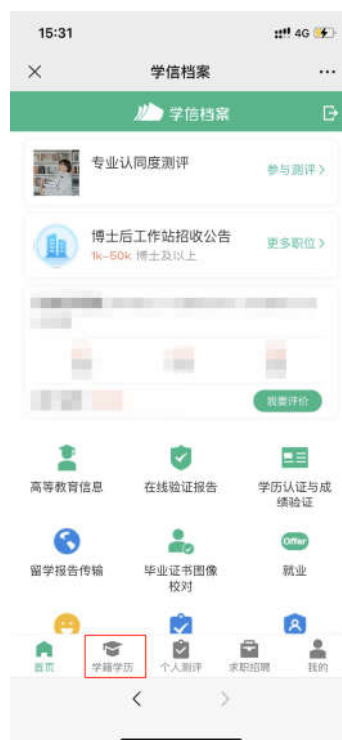 15:31
4G
学信档案
学信档案
专业认同度测评
参与测评>
博士后工作站招收公告
1k-50k 博士及以上
更多职位>
我要评价
高等教育信息
在线验证报告
学历认证与成
绩验证
Offer
留学报告传输
毕业证书图像
校对
就业
首页
学籍学历
个人测评
求职招聘
我的